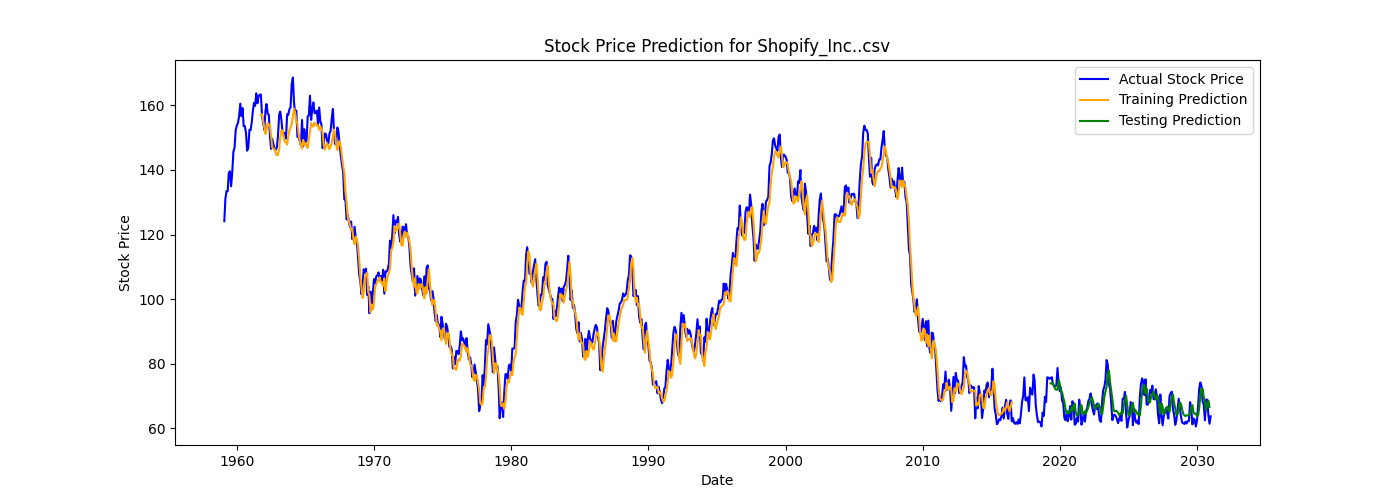 Stock Price Prediction for Shopify_Inc..csv
Actual Stock Price
Training Prediction
Testing Prediction
Stock Price
160
140
120
100
80
60
1960
1970
1980
1990
2000
2010
2020
2030
Date